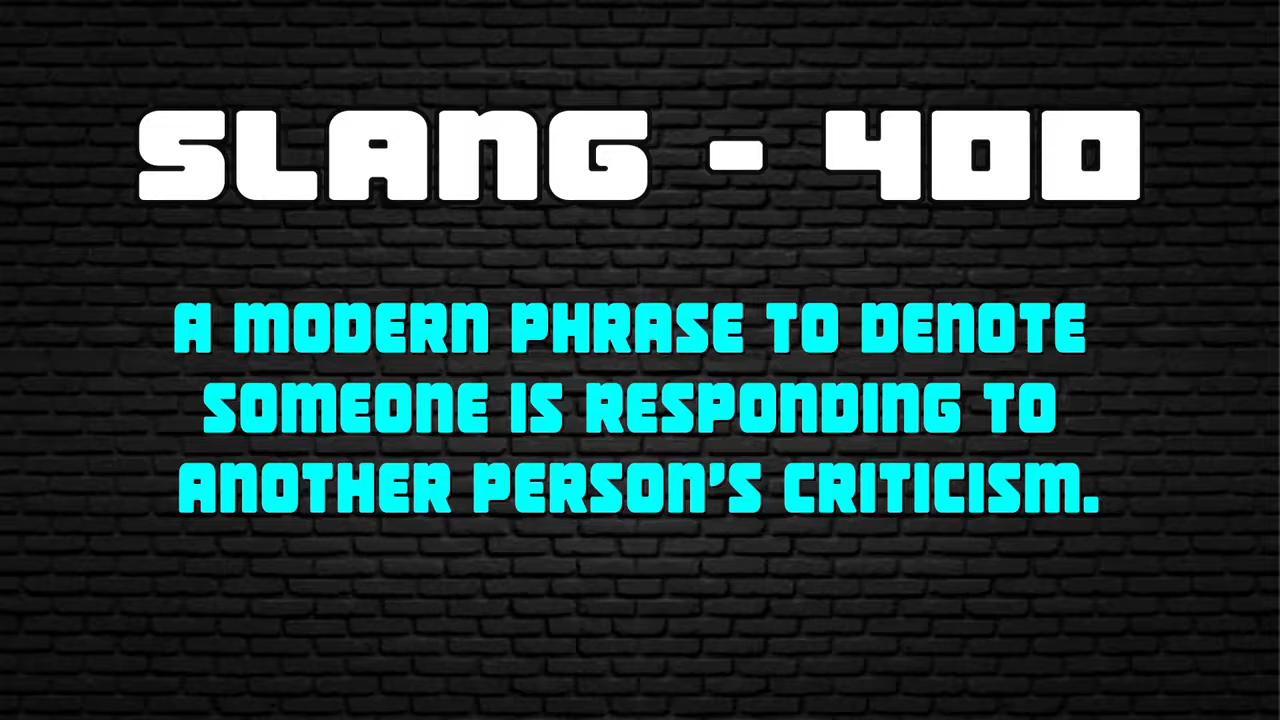 SLANG - 400
A MODERN PHRASE TO DENOTE
SOMEONE IS RESPONDING TO
ANOTHER PERSON'S CRITICISM.